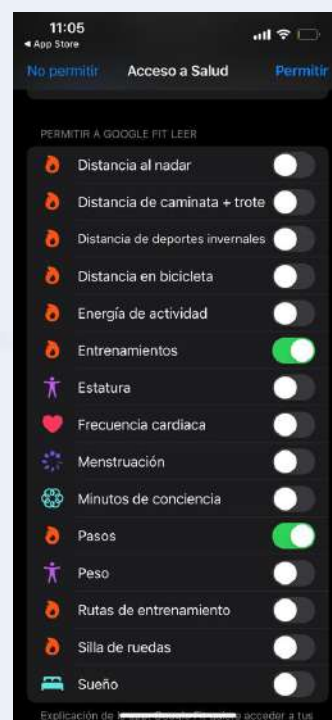 11:05
App Store
No permitir Acceso a Salud Permitir
PERMITIR A GOOGLE FIT LEER
Distancia al nadar
Distancia de caminata + trote
Distancia de deportes invernales
Distancia en bicicleta
Energía de actividad
Entrenamientos
Estatura
Frecuencia cardiaca
Menstruación
Minutos de conciencia
Pasos
Peso
Rutas de entrenamiento
Silla de ruedas
Sueño
Explicación de acceder a tus